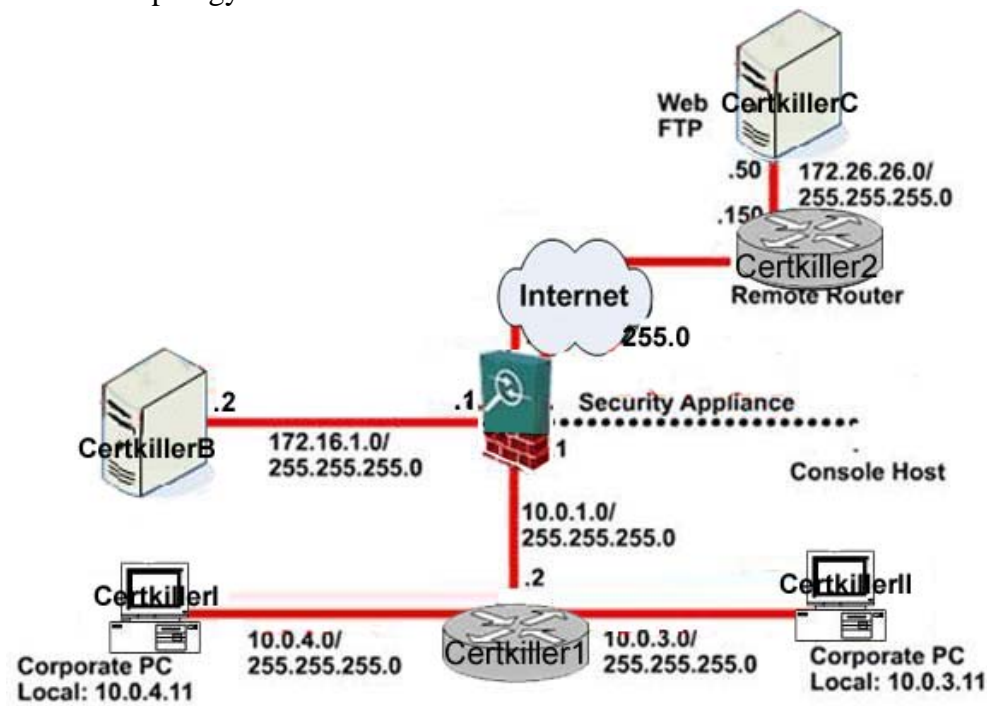 Web
FTP
CertkillerC
.50
172.26.26.0/
255.255.255.0
.150
Certkiller2
Remote Router
Internet
255.0
.2
.1
Security Appliance
CertkillerB
172.16.1.0/
255.255.255.0
1
Console Host
10.0.1.0/
255.255.255.0
.2
CertkillerI
CertkillerII
10.0.4.0/
255.255.255.0
Certkiller1
10.0.3.0/
255.255.255.0
Corporate PC
Local: 10.0.4.11
Corporate PC
Local: 10.0.3.11